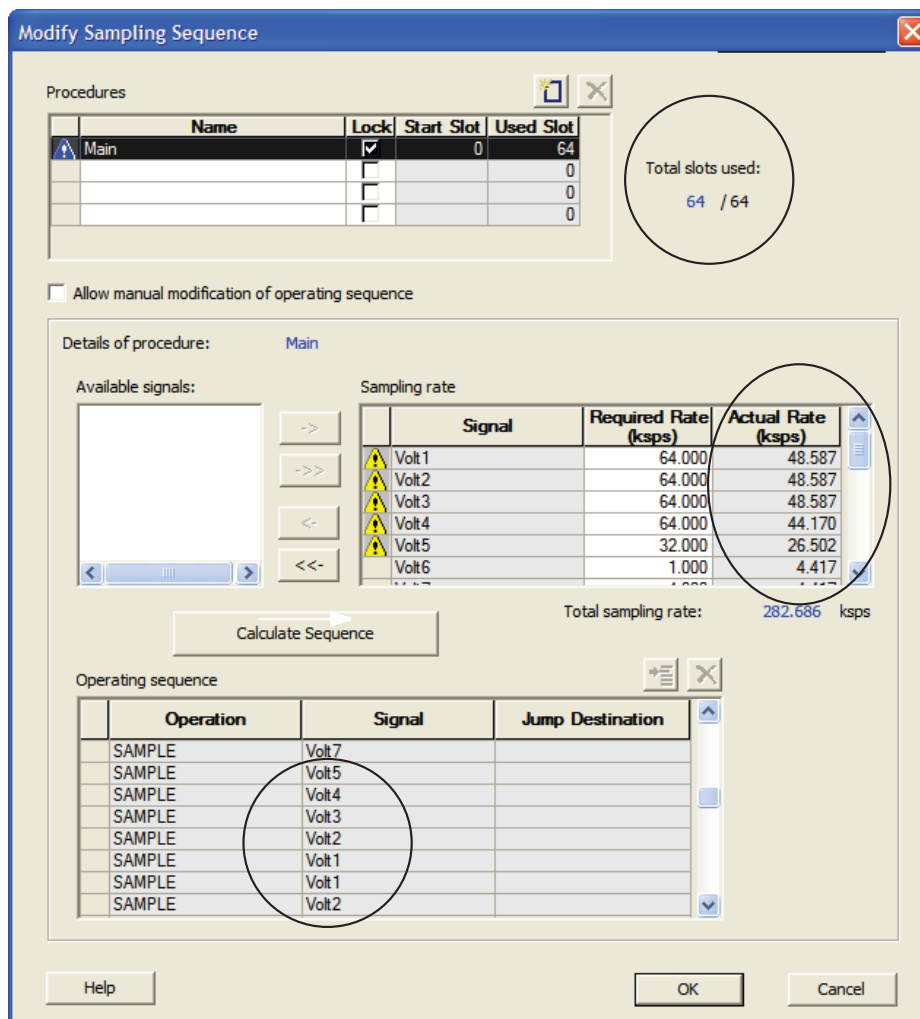 Modify Sampling Sequence
Procedures
Name Lock Start Slot Used Slot
Main 0 64
0
0
0
Total slots used:
64 / 64
Allow manual modification of operating sequence
Details of procedure: Main
Available signals:
->
->>
<-
<<-
Sampling rate
Signal Required Rate (ksps) Actual Rate (ksps)
Volt1 64.000 48.587
Volt2 64.000 48.587
Volt3 64.000 48.587
Volt4 64.000 44.170
Volt5 32.000 26.502
Volt6 1.000 4.417
Total sampling rate: 282.686 ksps
Calculate Sequence
Operating sequence
Operation Signal Jump Destination
SAMPLE Volt7
SAMPLE Volt5
SAMPLE Volt4
SAMPLE Volt3
SAMPLE Volt2
SAMPLE Volt1
SAMPLE Volt1
SAMPLE Volt2
Help OK Cancel